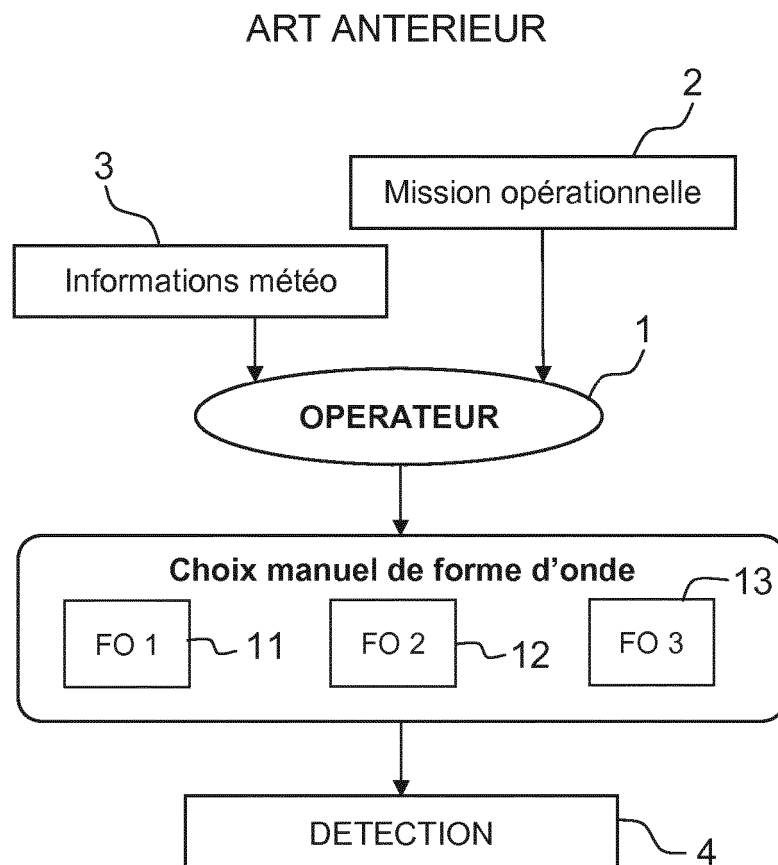 ART ANTERIEUR
2
Mission opérationnelle
3
Informations météo
1
OPERATEUR
Choix manuel de forme d'onde
13
FO 1
11
FO 2
12
FO 3
DETECTION
4